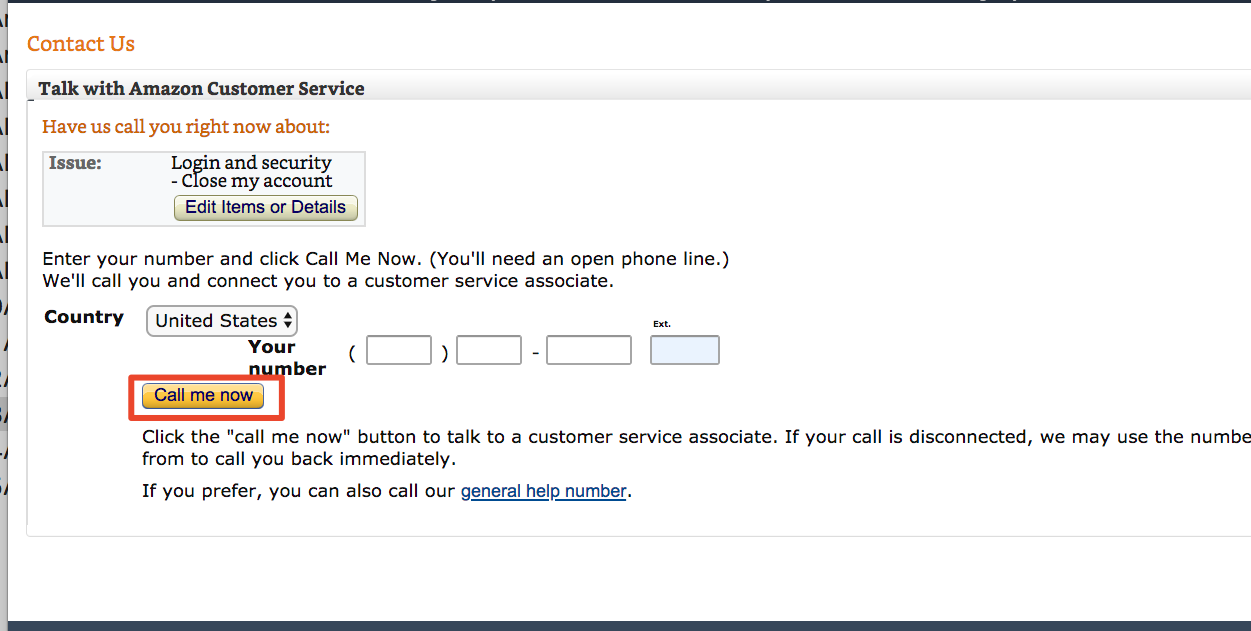 Contact Us
Talk with Amazon Customer Service
Have us call you right now about:
Issue: Login and security
- Close my account
Edit Items or Details
Enter your number and click Call Me Now. (You'll need an open phone line.)
We'll call you and connect you to a customer service associate.
Country United States
Ext.
Your ( ) -
number
Call me now
Click the "call me now" button to talk to a customer service associate. If your call is disconnected, we may use the numbe
from to call you back immediately.
If you prefer, you can also call our general help number.